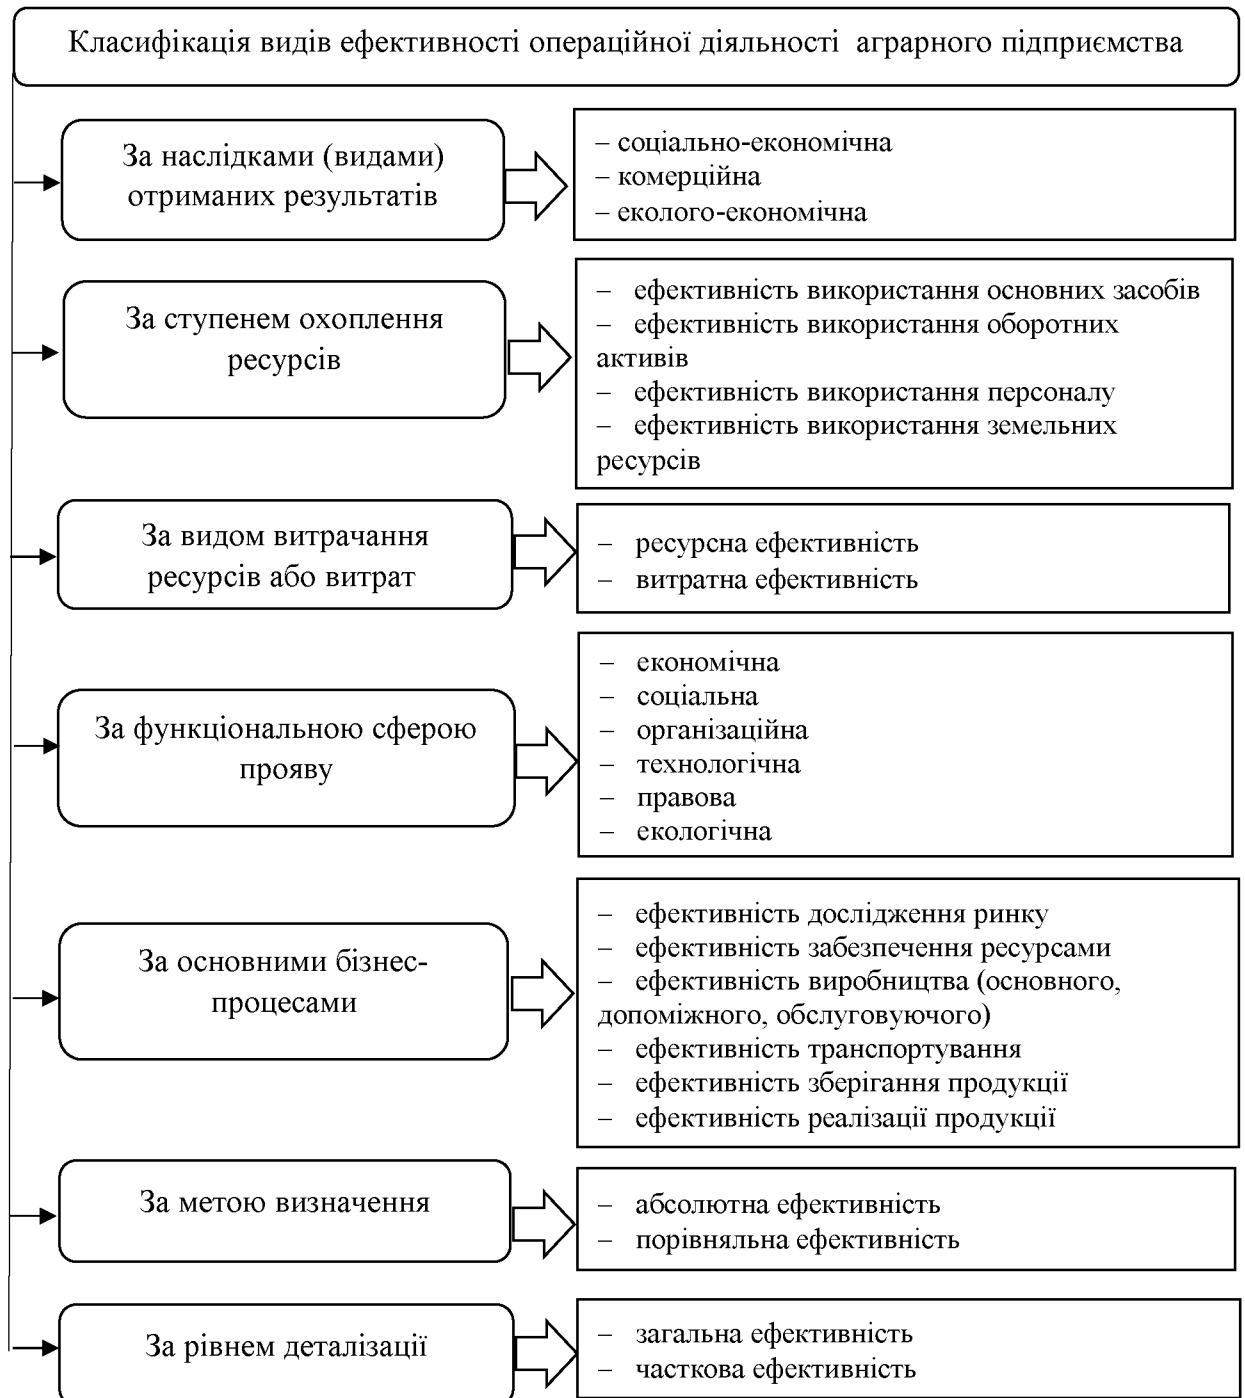 Класифікація видів ефективності операційної діяльності аграрного підприємства
За наслідками (видами)
отриманих результатів
– соціально-економічна
– комерційна
– еколого-економічна
За ступенем охоплення
ресурсів
– ефективність використання основних засобів
– ефективність використання оборотних
активів
– ефективність використання персоналу
– ефективність використання земельних
ресурсів
За видом витрачання
ресурсів або витрат
– ресурсна ефективність
– витратна ефективність
За функціональною сферою
прояву
– економічна
– соціальна
– організаційна
– технологічна
– правова
– екологічна
За основними бізнес-
процесами
– ефективність дослідження ринку
– ефективність забезпечення ресурсами
– ефективність виробництва (основного,
допоміжного, обслуговуючого)
– ефективність транспортування
– ефективність зберігання продукції
– ефективність реалізації продукції
За метою визначення
– абсолютна ефективність
– порівняльна ефективність
За рівнем деталізації
– загальна ефективність
– часткова ефективність